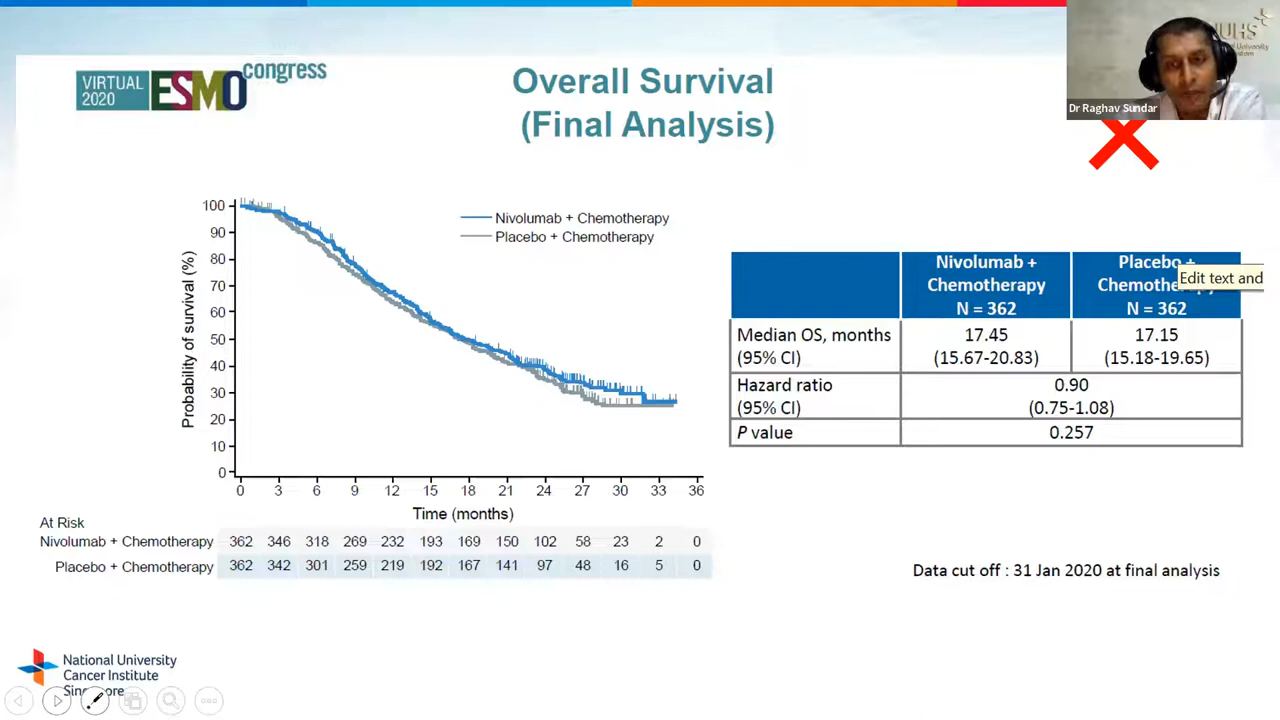 VIRTUAL
2020
ESMO
congress
Overall Survival
(Final Analysis)
NUHS
Dr Raghav Sundar
Nivolumab + Chemotherapy
Placebo + Chemotherapy
Probability of survival (%)
100
90
80
70
60
50
40
30
20
10
0
0 3 6 9 12 15 18 21 24 27 30 33 36
Time (months)
At Risk
Nivolumab + Chemotherapy 362 346 318 269 232 193 169 150 102 58 23 2 0
Placebo + Chemotherapy 362 342 301 259 219 192 167 141 97 48 16 5 0
Nivolumab +
Chemotherapy
N = 362
Placebo +
Chemotherapy
N = 362
Edit text and
Median OS, months
(95% CI)
17.45
(15.67-20.83)
17.15
(15.18-19.65)
Hazard ratio
(95% CI)
0.90
(0.75-1.08)
P value
0.257
Data cut off : 31 Jan 2020 at final analysis
National University
Cancer Institute
Singapore